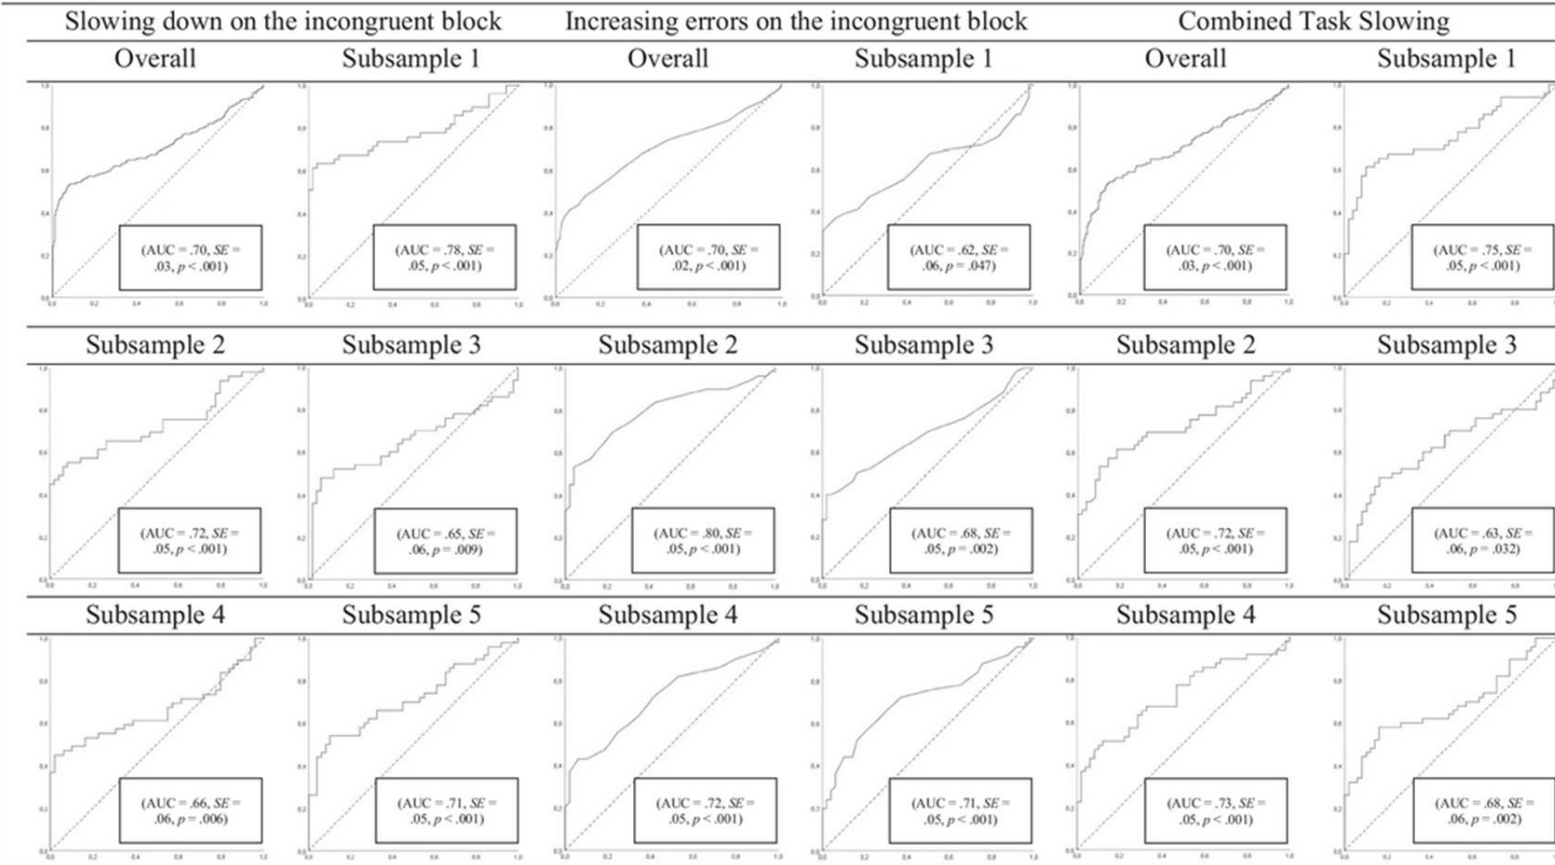 Slowing down on the incongruent block Increasing errors on the incongruent block Combined Task Slowing
Overall Subsample 1 Overall Subsample 1 Overall Subsample 1
(AUC = .70, SE =
.03, p < .001)
(AUC = .78, SE =
.05, p < .001)
(AUC = .70, SE =
.02, p < .001)
(AUC = .62, SE =
.06, p = .047)
(AUC = .70, SE =
.03, p < .001)
(AUC = .75, SE =
.05, p < .001)
Subsample 2 Subsample 3 Subsample 2 Subsample 3 Subsample 2 Subsample 3
(AUC = .72, SE =
.05, p < .001)
(AUC = .65, SE =
.06, p = .009)
(AUC = .80, SE =
.05, p < .001)
(AUC = .68, SE =
.05, p = .002)
(AUC = .72, SE =
.05, p < .001)
(AUC = .63, SE =
.06, p = .032)
Subsample 4 Subsample 5 Subsample 4 Subsample 5 Subsample 4 Subsample 5
(AUC = .66, SE =
.06, p = .006)
(AUC = .71, SE =
.05, p < .001)
(AUC = .72, SE =
.05, p < .001)
(AUC = .71, SE =
.05, p < .001)
(AUC = .73, SE =
.05, p < .001)
(AUC = .68, SE =
.06, p = .002)